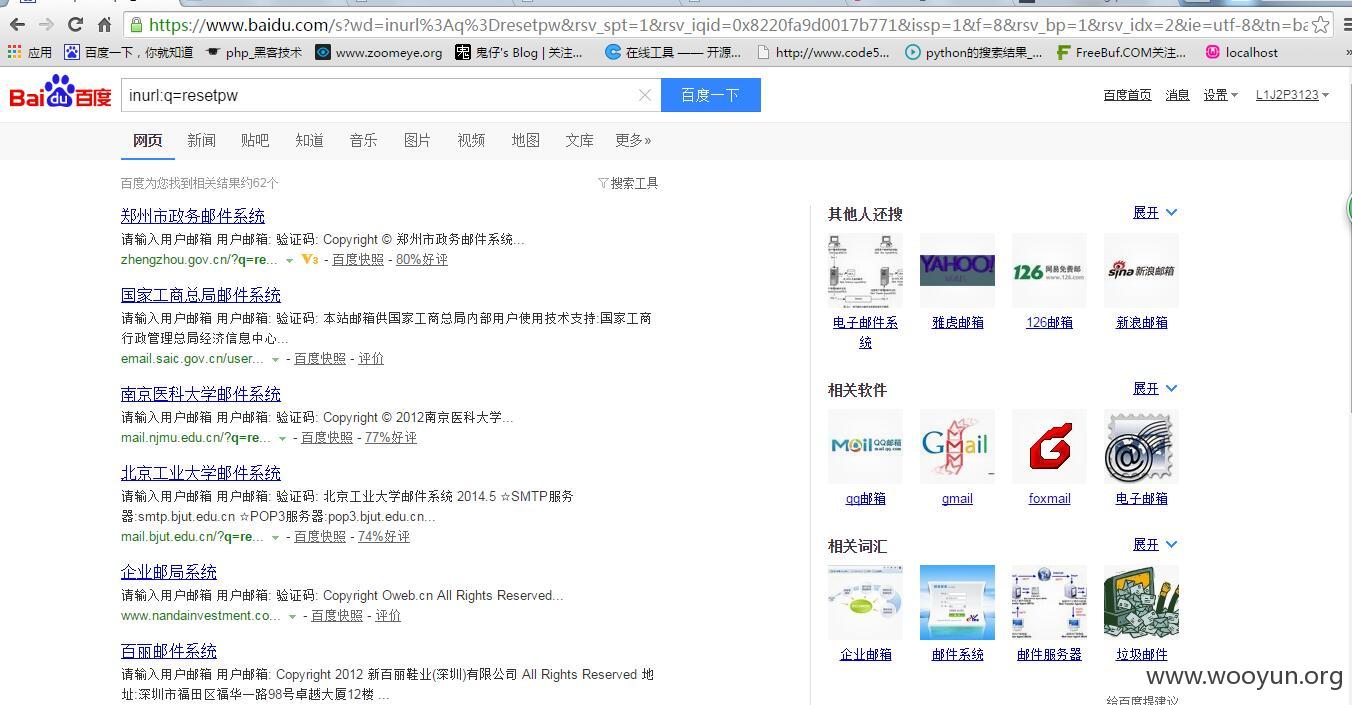 https://www.baidu.com/s?wd=inurl%3Aq%3Dresetpw&rsv_spt=1&rsv_iqid=0x8220fa9d0017b771&issp=1&f=8&rsv_bp=1&rsv_idx=2&ie=utf-8&tn=ba
应用 百度一下，你就知道 php_黑客技术 www.zoomeye.org 鬼仔's Blog | 关注... 在线工具 —— 开源... http://www.code5... python的搜索结果_... FreeBuf.COM关注... localhost
Bai du 百度 inurl:q=resetpw 百度一下 百度首页 消息 设置 L1J2P3123
网页 新闻 贴吧 知道 音乐 图片 视频 地图 文库 更多»
百度为您找到相关结果约62个 搜索工具
郑州市政务邮件系统
请输入用户邮箱 用户邮箱: 验证码: Copyright © 郑州市政务邮件系统...
zhengzhou.gov.cn/?q=re... V3 - 百度快照 - 80%好评
国家工商总局邮件系统
请输入用户邮箱 用户邮箱: 验证码: 本站邮箱供国家工商总局内部用户使用技术支持:国家工商
行政管理总局经济信息中心...
email.saic.gov.cn/user... - 百度快照 - 评价
南京医科大学邮件系统
请输入用户邮箱 用户邮箱: 验证码: Copyright © 2012南京医科大学...
mail.njmu.edu.cn/?q=re... - 百度快照 - 77%好评
北京工业大学邮件系统
请输入用户邮箱 用户邮箱: 验证码: 北京工业大学邮件系统 2014.5 ☆SMTP服务
器:smtp.bjut.edu.cn ☆POP3服务器:pop3.bjut.edu.cn...
mail.bjut.edu.cn/?q=re... - 百度快照 - 74%好评
企业邮局系统
请输入用户邮箱 用户邮箱: 验证码: Copyright Oweb.cn All Rights Reserved...
www.nandainvestment.co... - 百度快照 - 评价
百丽邮件系统
请输入用户邮箱 用户邮箱: 验证码: Copyright 2012 新百丽鞋业(深圳)有限公司 All Rights Reserved 地
址:深圳市福田区福华一路98号卓越大厦12楼 ...
其他人还搜 展开
YAHOO! 126 网易免费邮 www.126.com sina 新浪邮箱
电子邮件系统 雅虎邮箱 126邮箱 新浪邮箱
相关软件 展开
Mail QQ邮箱 mail.qq.com Gmail
qq邮箱 gmail foxmail 电子邮箱
相关词汇 展开
企业邮箱 邮件系统 邮件服务器 垃圾邮件
www.wooyun.org
给百度提建议